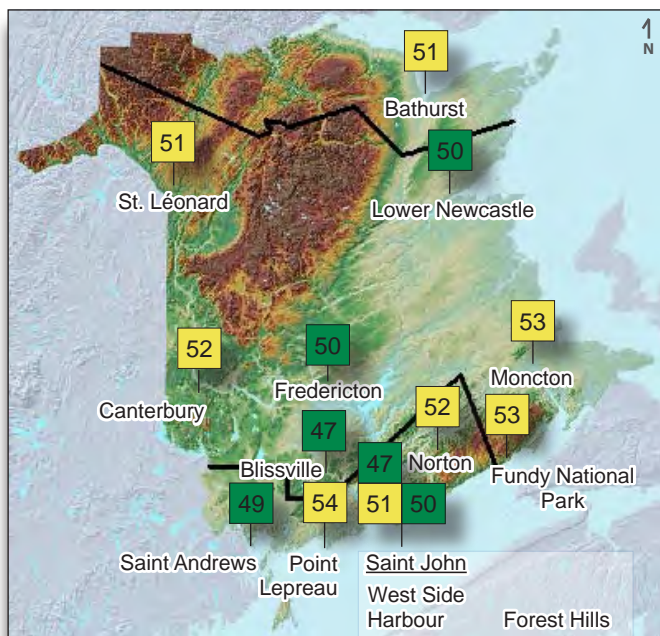 1
N
51
Bathurst
51
St. Léonard
50
Lower Newcastle
53
Moncton
52
Canterbury
50
Fredericton
52
Norton
53
Fundy National
Park
47
Blissville
47
49
Saint Andrews
54
Point
Lepreau
51
50
Saint John
West Side
Harbour
Forest Hills